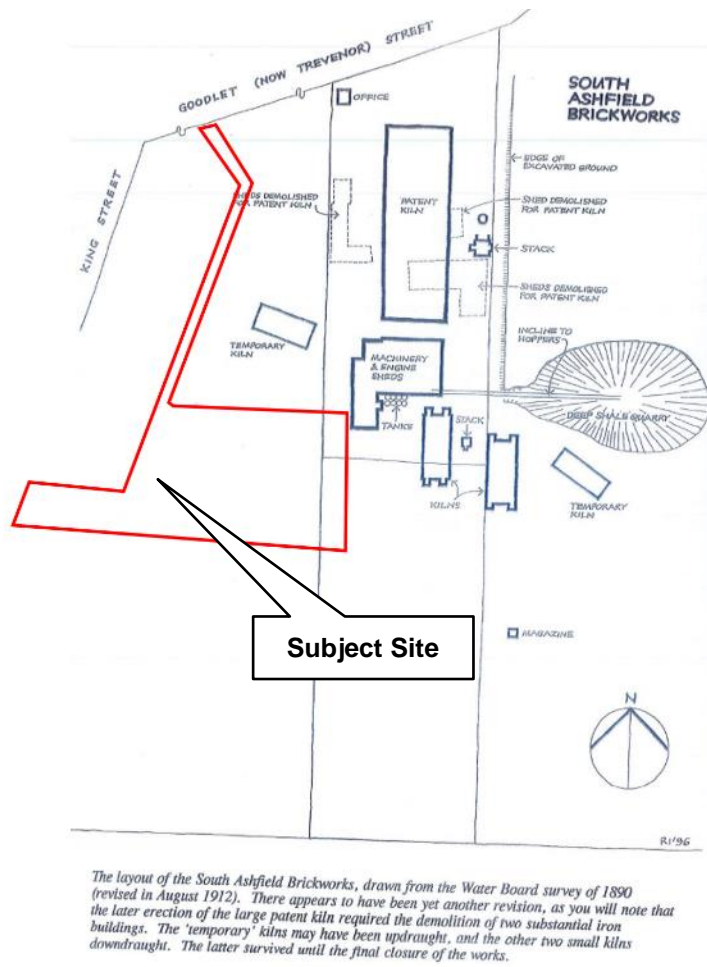 GOODLET (NOW TREVENOR) STREET
KING STREET
OFFICE
SOUTH
ASHFIELD
BRICKWORKS
EDGE OF
EXCAVATED GROUND
SHEDS DEMOLISHED
FOR PATENT KILN
PATENT
KILN
SHED DEMOLISHED
FOR PATENT KILN
STACK
SHEDS DEMOLISHED
FOR PATENT KILN
TEMPORARY
KILN
INCLINE TO
HOPPERS
MACHINERY
& ENGINE
SHEDS
TANKS
STACK
DEEP SHALE QUARRY
KILNS
TEMPORARY
KILN
Subject Site
MAGAZINE
N
RI'96
The layout of the South Ashfield Brickworks, drawn from the Water Board survey of 1890
(revised in August 1912). There appears to have been yet another revision, as you will note that
the later erection of the large patent kiln required the demolition of two substantial iron
buildings. The 'temporary' kilns may have been updraught, and the other two small kilns
downdraught. The latter survived until the final closure of the works.